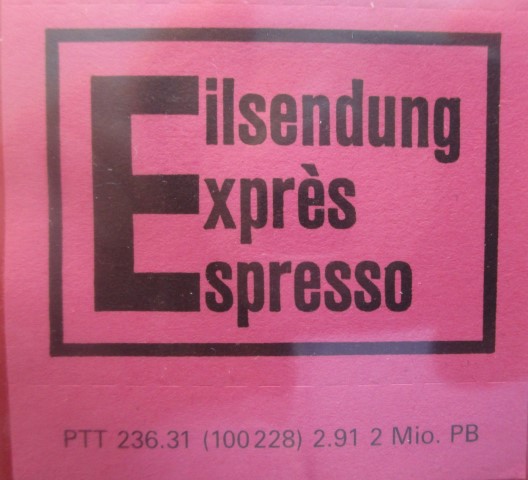 Eilsendung
Exprès
Espresso
PTT 236.31 (100228) 2.91 2 Mio. PB